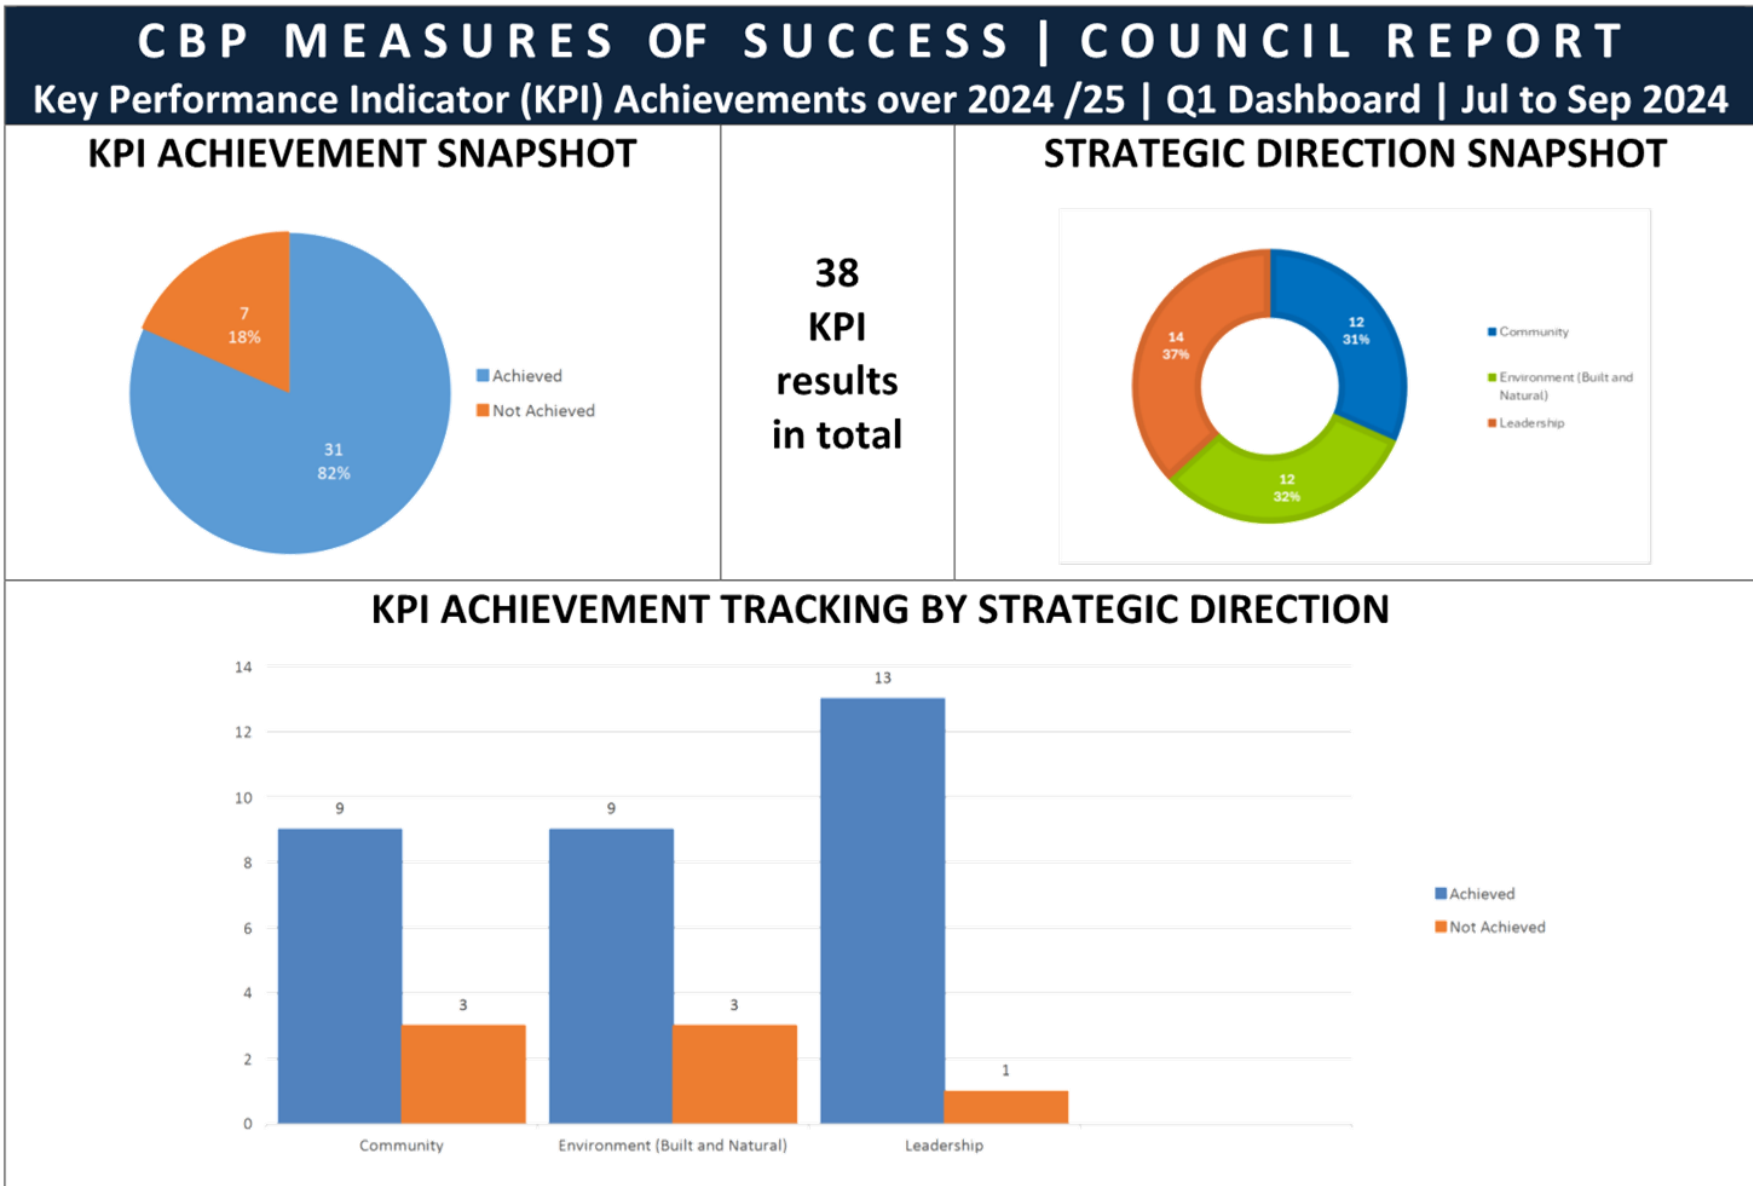 CBP MEASURES OF SUCCESS | COUNCIL REPORT
Key Performance Indicator (KPI) Achievements over 2024 /25 | Q1 Dashboard | Jul to Sep 2024
KPI ACHIEVEMENT SNAPSHOT
7
18%
31
82%
Achieved
Not Achieved
38
KPI
results
in total
STRATEGIC DIRECTION SNAPSHOT
14
37%
12
31%
12
32%
Community
Environment (Built and
Natural)
Leadership
KPI ACHIEVEMENT TRACKING BY STRATEGIC DIRECTION
14
12
10
8
6
4
2
0
9
3
9
3
13
1
Community
Environment (Built and Natural)
Leadership
Achieved
Not Achieved